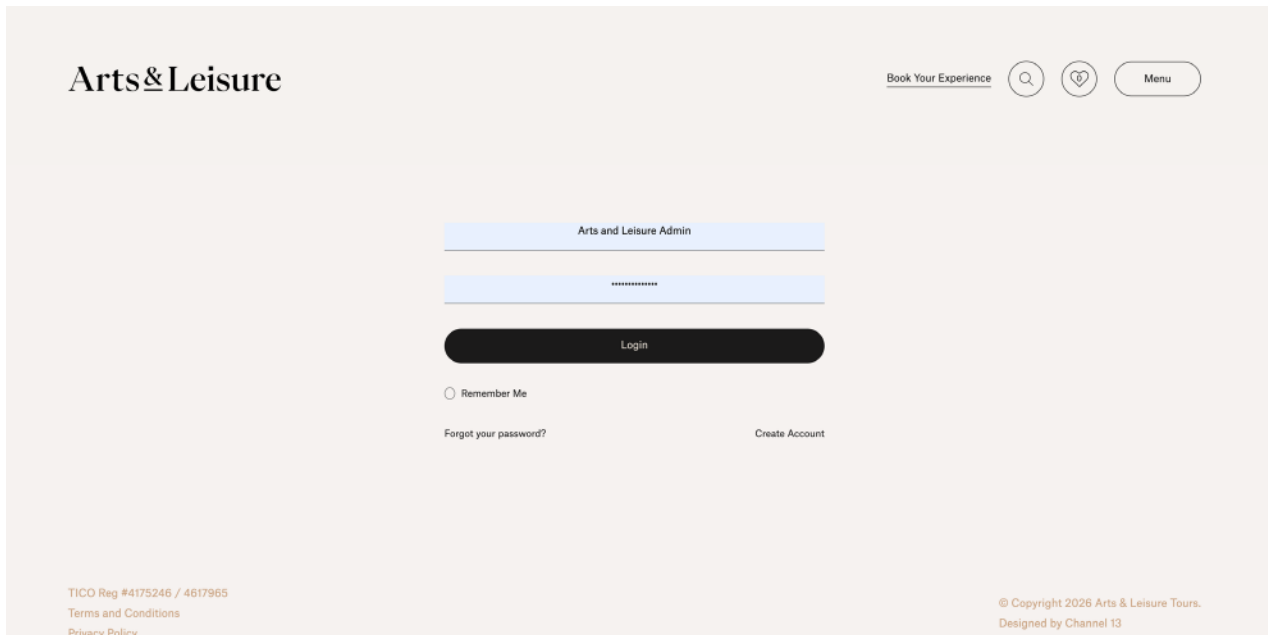 Arts & Leisure
Book Your Experience
0
Menu
Arts and Leisure Admin
••••••••••••••
Login
Remember Me
Forgot your password?
Create Account
TICO Reg #4175246 / 4617965
Terms and Conditions
Privacy Policy
© Copyright 2026 Arts & Leisure Tours.
Designed by Channel 13